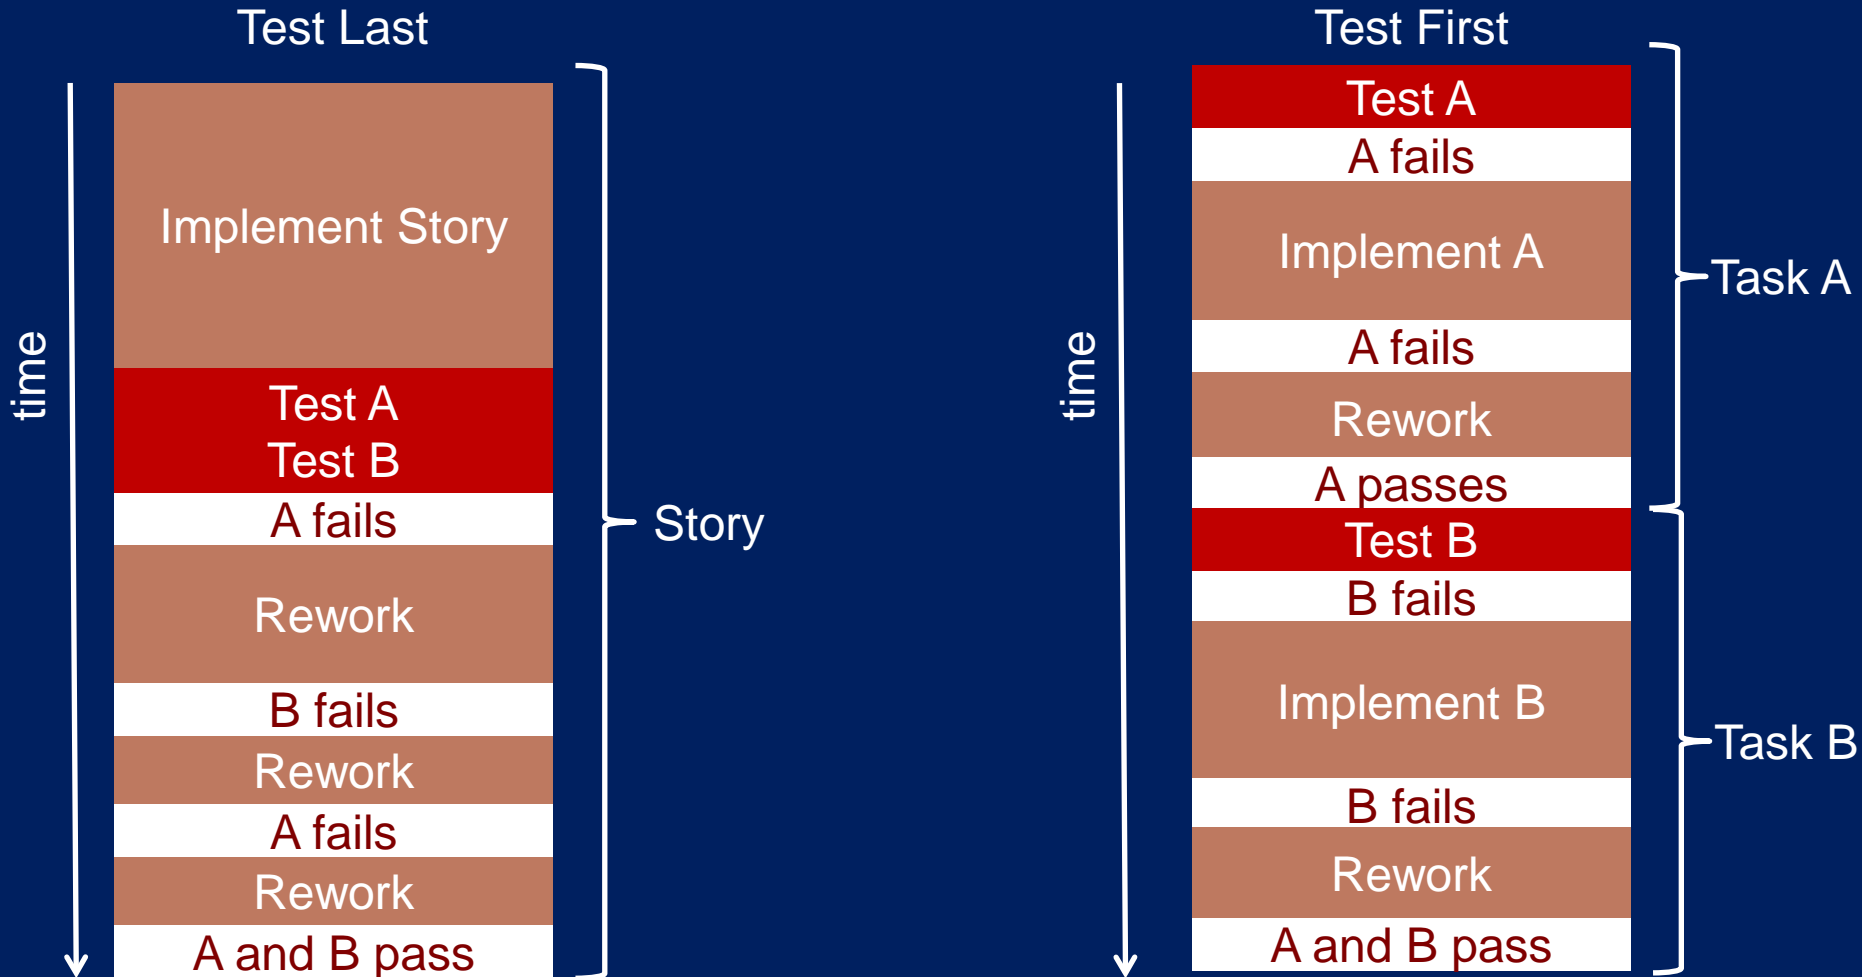 Test Last
time
Implement Story
Test A
Test B
A fails
Rework
B fails
Rework
A fails
Rework
A and B pass
Story
Test First
time
Test A
A fails
Implement A
A fails
Rework
A passes
Test B
B fails
Implement B
B fails
Rework
A and B pass
Task A
Task B